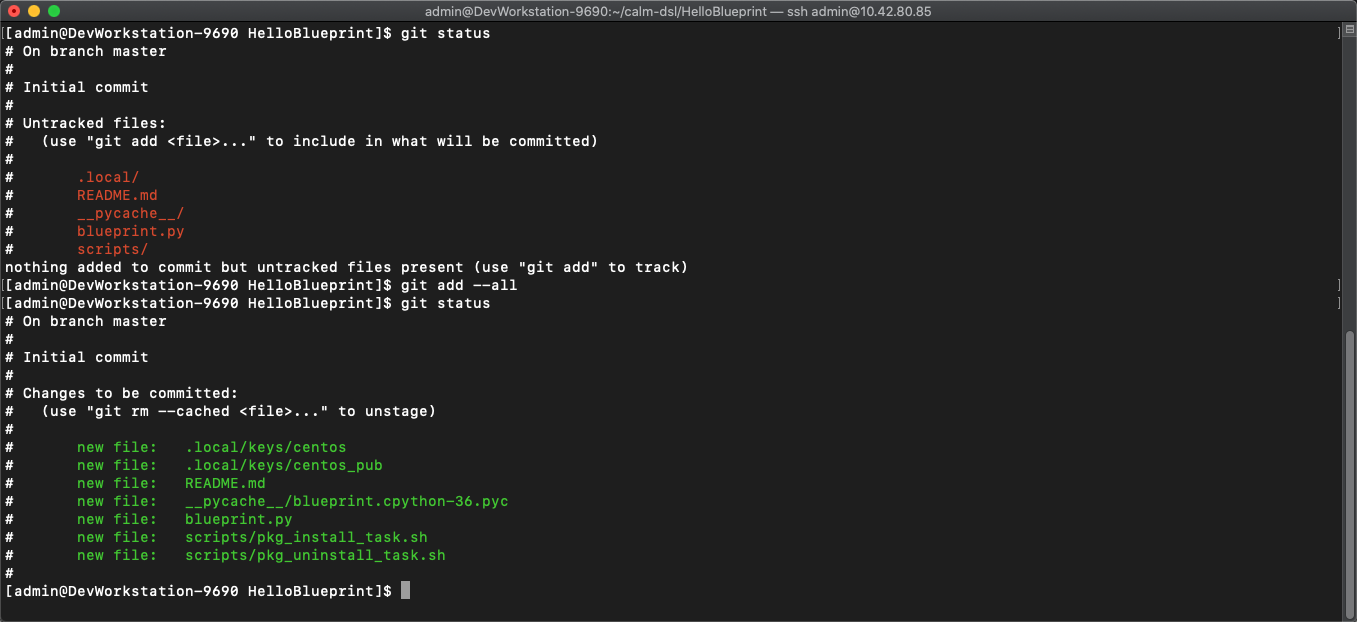 admin@DevWorkstation-9690:~/calm-dsl/HelloBlueprint — ssh admin@10.42.80.85
[[admin@DevWorkstation-9690 HelloBlueprint]$ git status ]
# On branch master
#
# Initial commit
#
# Untracked files:
#   (use "git add <file>..." to include in what will be committed)
#
#       .local/
#       README.md
#       __pycache__/
#       blueprint.py
#       scripts/
nothing added to commit but untracked files present (use "git add" to track)
[[admin@DevWorkstation-9690 HelloBlueprint]$ git add --all ]
[[admin@DevWorkstation-9690 HelloBlueprint]$ git status ]
# On branch master
#
# Initial commit
#
# Changes to be committed:
#   (use "git rm --cached <file>..." to unstage)
#
#       new file:   .local/keys/centos
#       new file:   .local/keys/centos_pub
#       new file:   README.md
#       new file:   __pycache__/blueprint.cpython-36.pyc
#       new file:   blueprint.py
#       new file:   scripts/pkg_install_task.sh
#       new file:   scripts/pkg_uninstall_task.sh
#
[admin@DevWorkstation-9690 HelloBlueprint]$